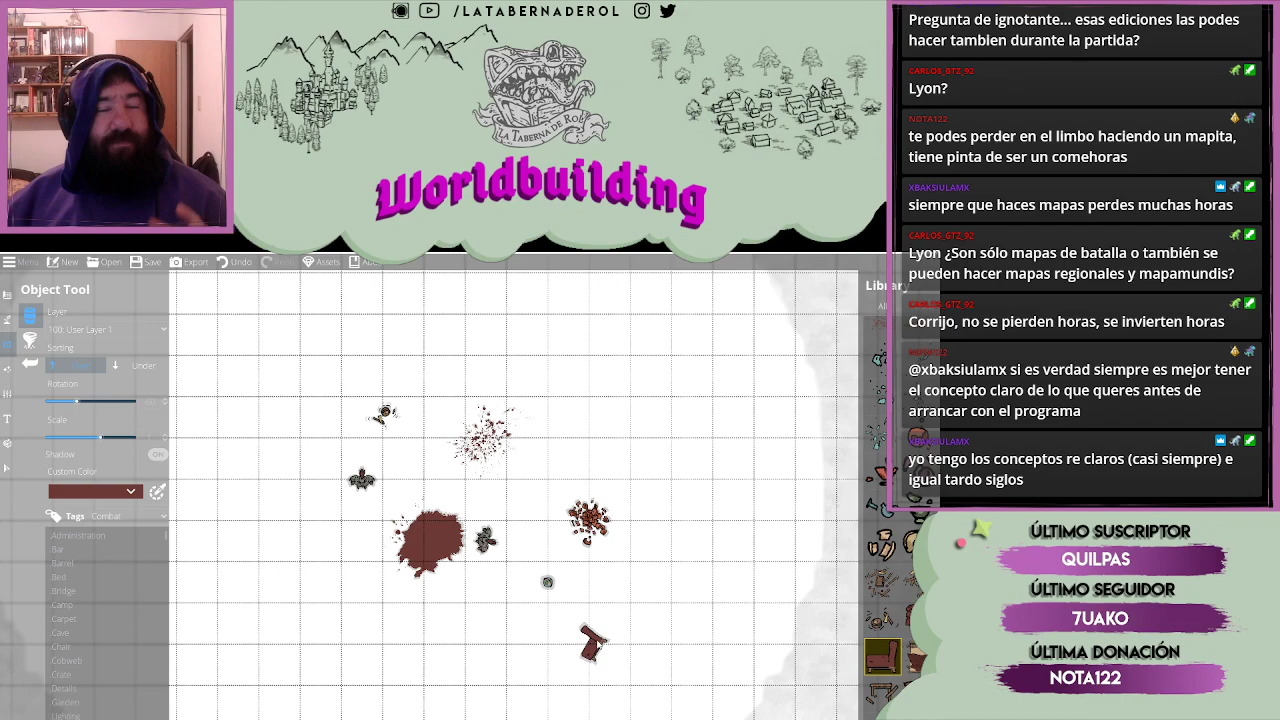 /LATABERNADEROL
LA TABERNA DE ROL
Worldbuilding
Menu New Open Save Export Undo Assets
Object Tool
Layer
100: User Layer 1
Sorting
Under
Rotation
Scale
Shadow
ON
Custom Color
Tags Combat
Administration
Bar
Barrel
Bed
Bridge
Camp
Carpet
Cave
Chair
Cobweb
Crate
Details
Garden
Lighting
Library
Pregunta de ignotante... esas ediciones las podes
hacer tambien durante la partida?
CARLOS_GTZ_92
Lyon?
NOTA122
te podes perder en el limbo haciendo un mapita,
tiene pinta de ser un comehoras
XBAKSIULAMX
siempre que haces mapas perdes muchas horas
CARLOS_GTZ_92
Lyon ¿Son sólo mapas de batalla o también se
pueden hacer mapas regionales y mapamundis?
CARLOS_GTZ_92
Corrijo, no se pierden horas, se invierten horas
NOTA122
@xbaksiulamx si es verdad siempre es mejor tener
el concepto claro de lo que queres antes de
arrancar con el programa
XBAKSIULAMX
yo tengo los conceptos re claros (casi siempre) e
igual tardo siglos
ÚLTIMO SUSCRIPTOR
QUILPAS
ÚLTIMO SEGUIDOR
7UAKO
ÚLTIMA DONACIÓN
NOTA122